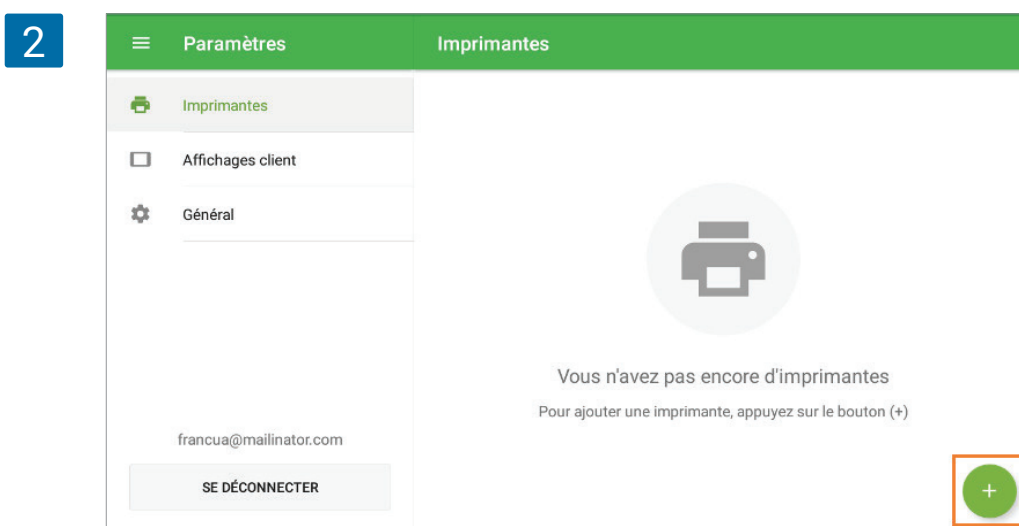 2
Paramètres
Imprimantes
Imprimantes
Affichages client
Général
Vous n'avez pas encore d'imprimantes
Pour ajouter une imprimante, appuyez sur le bouton (+)
francua@mailinator.com
SE DÉCONNECTER
+